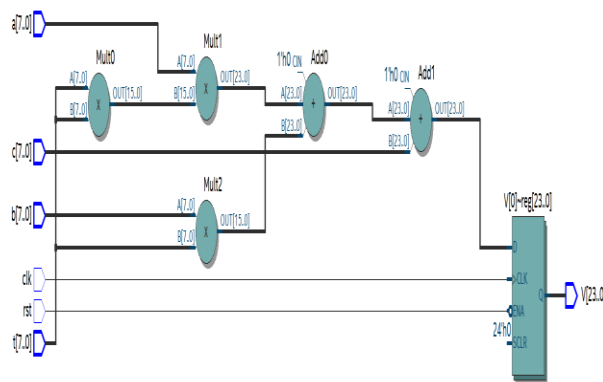 a[7..0]
Mult0
A[7..0]
B[7..0]
x
OUT[15..0]
Mult1
A[7..0]
B[15..0]
x
OUT[23..0]
Add0
1'h0 CIN
A[23..0]
B[23..0]
+
OUT[23..0]
Add1
1'h0 CIN
A[23..0]
B[23..0]
+
OUT[23..0]
c[7..0]
b[7..0]
Mult2
A[7..0]
B[7..0]
x
OUT[15..0]
V[0]~reg[23..0]
D
>CLK
ENA
24'h0
SCLR
Q
V[23..0
clk
rst
t[7..0]